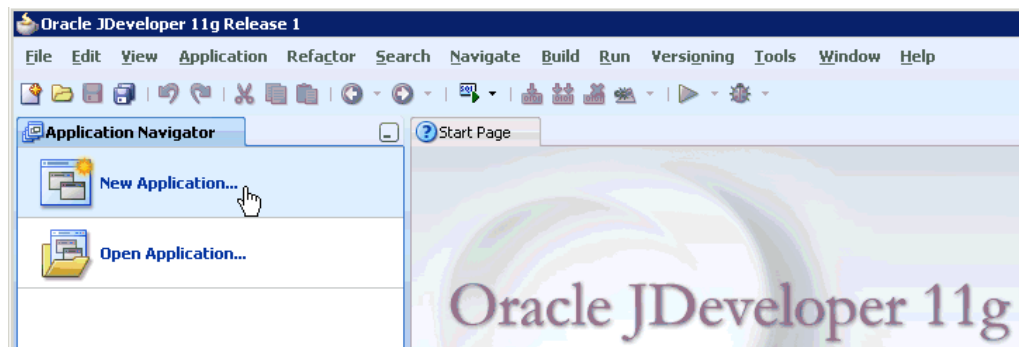 Oracle JDeveloper 11g Release 1
File Edit View Application Refactor Search Navigate Build Run Versioning Tools Window Help
SQL
Application Navigator
Start Page
New Application...
Open Application...
Oracle JDeveloper 11g